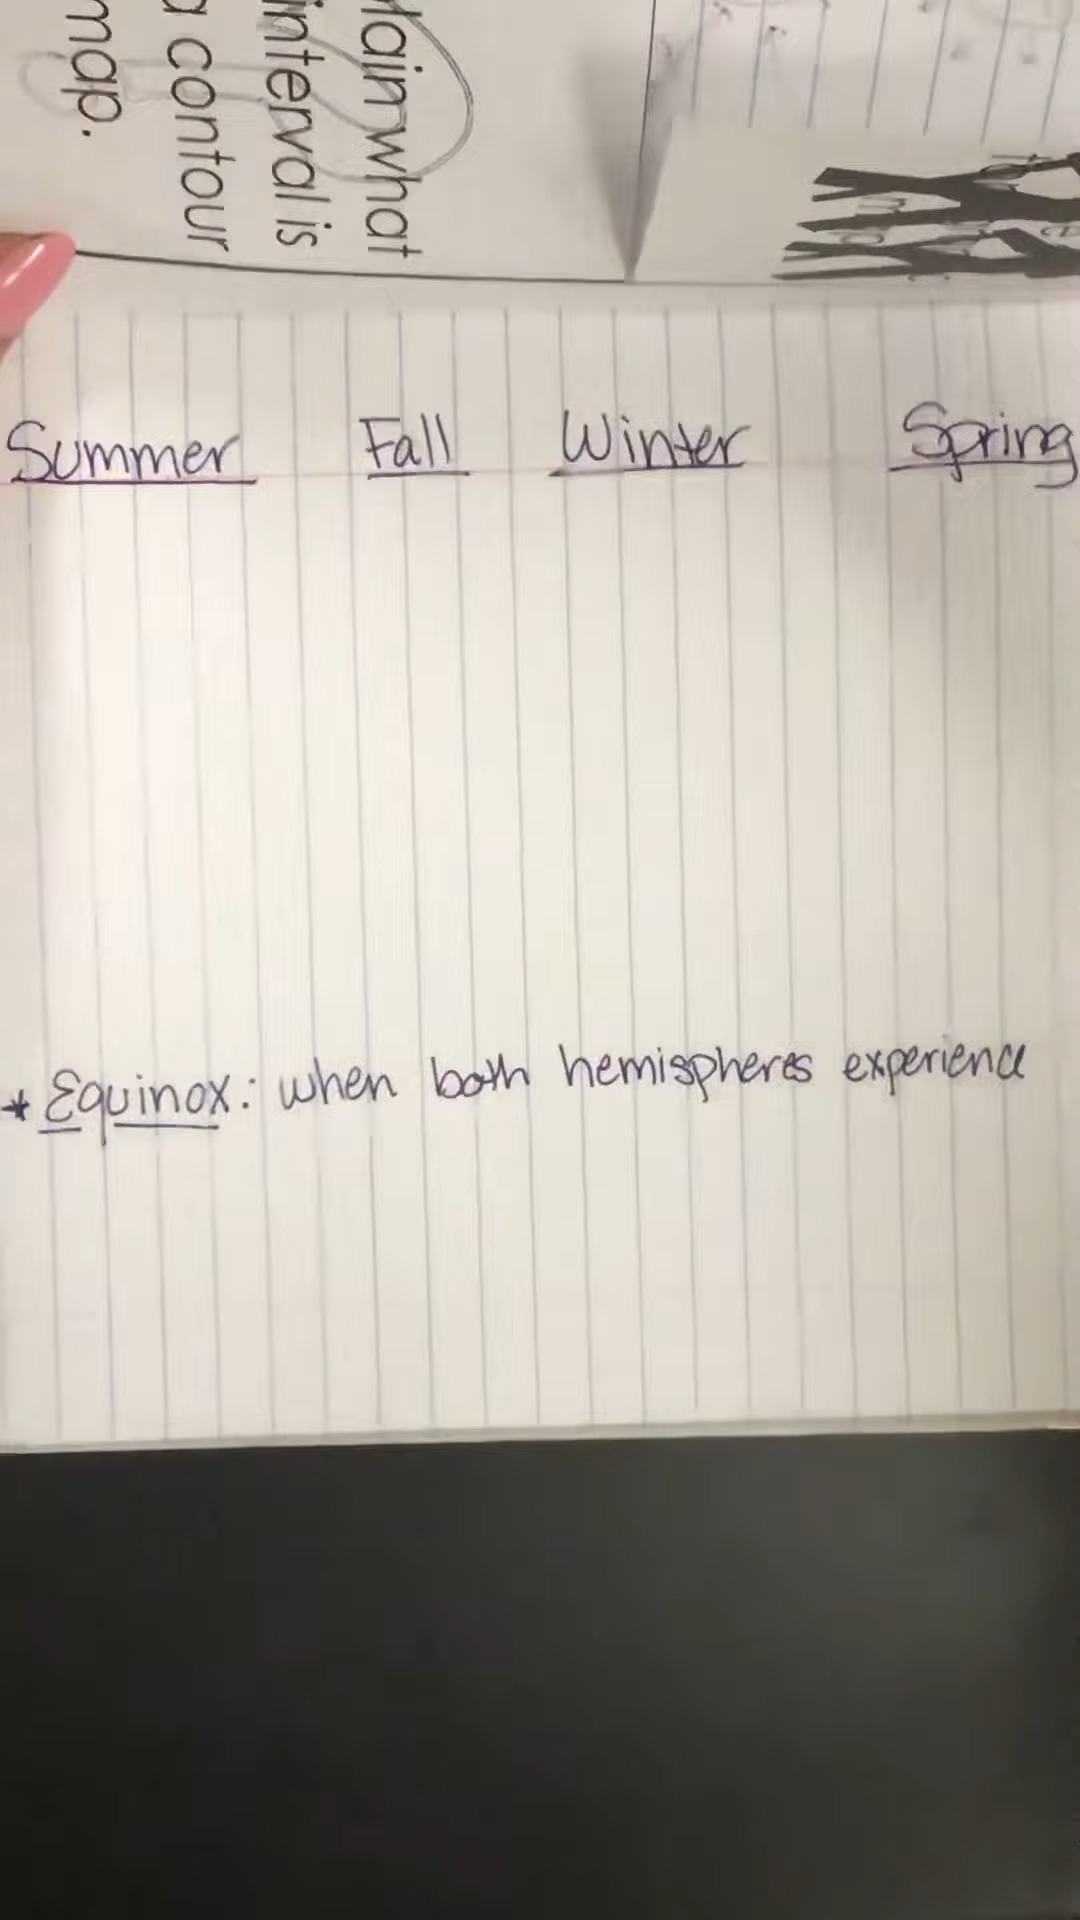 lain what
interval is
a contour
map.
Summer Fall Winter Spring
* Equinox: when both hemispheres experience